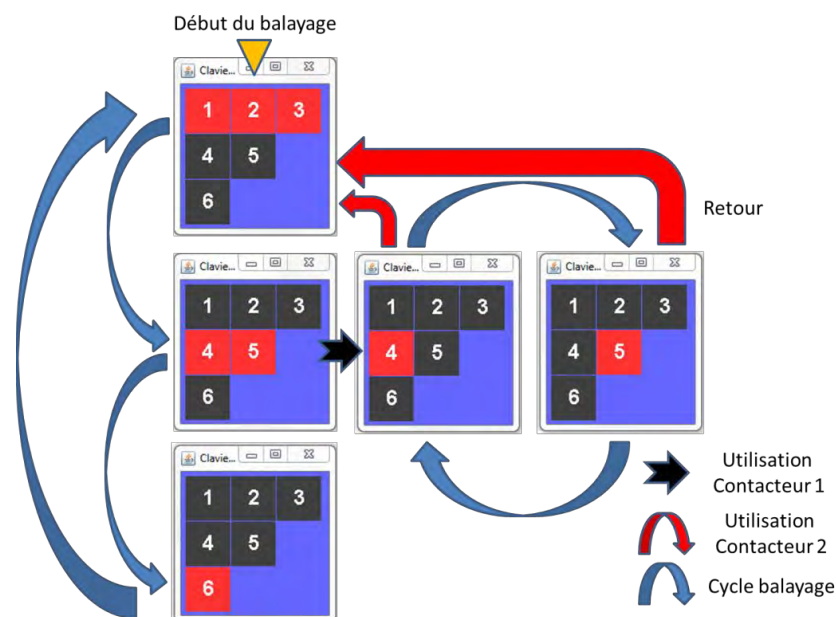 Début du balayage
Clavie...
1 2 3
4 5
6
Retour
Clavie...
1 2 3
4 5
6
Clavie...
1 2 3
4 5
6
Clavie...
1 2 3
4 5
6
Clavie...
1 2 3
4 5
6
Utilisation
Contacteur 1
Utilisation
Contacteur 2
Cycle balayage